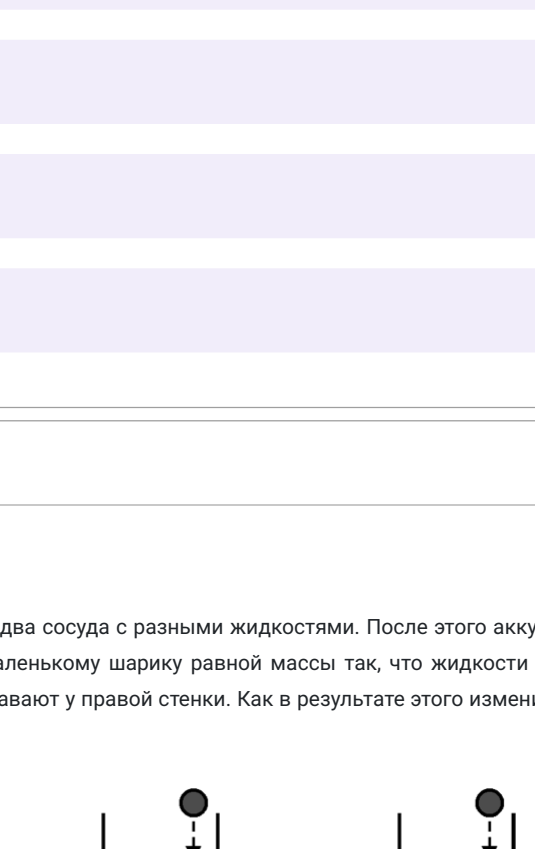 два сосуда с разными жидкостями. После этого акку
аленькому шарику равной массы так, что жидкости
авают у правой стенки. Как в результате этого измени